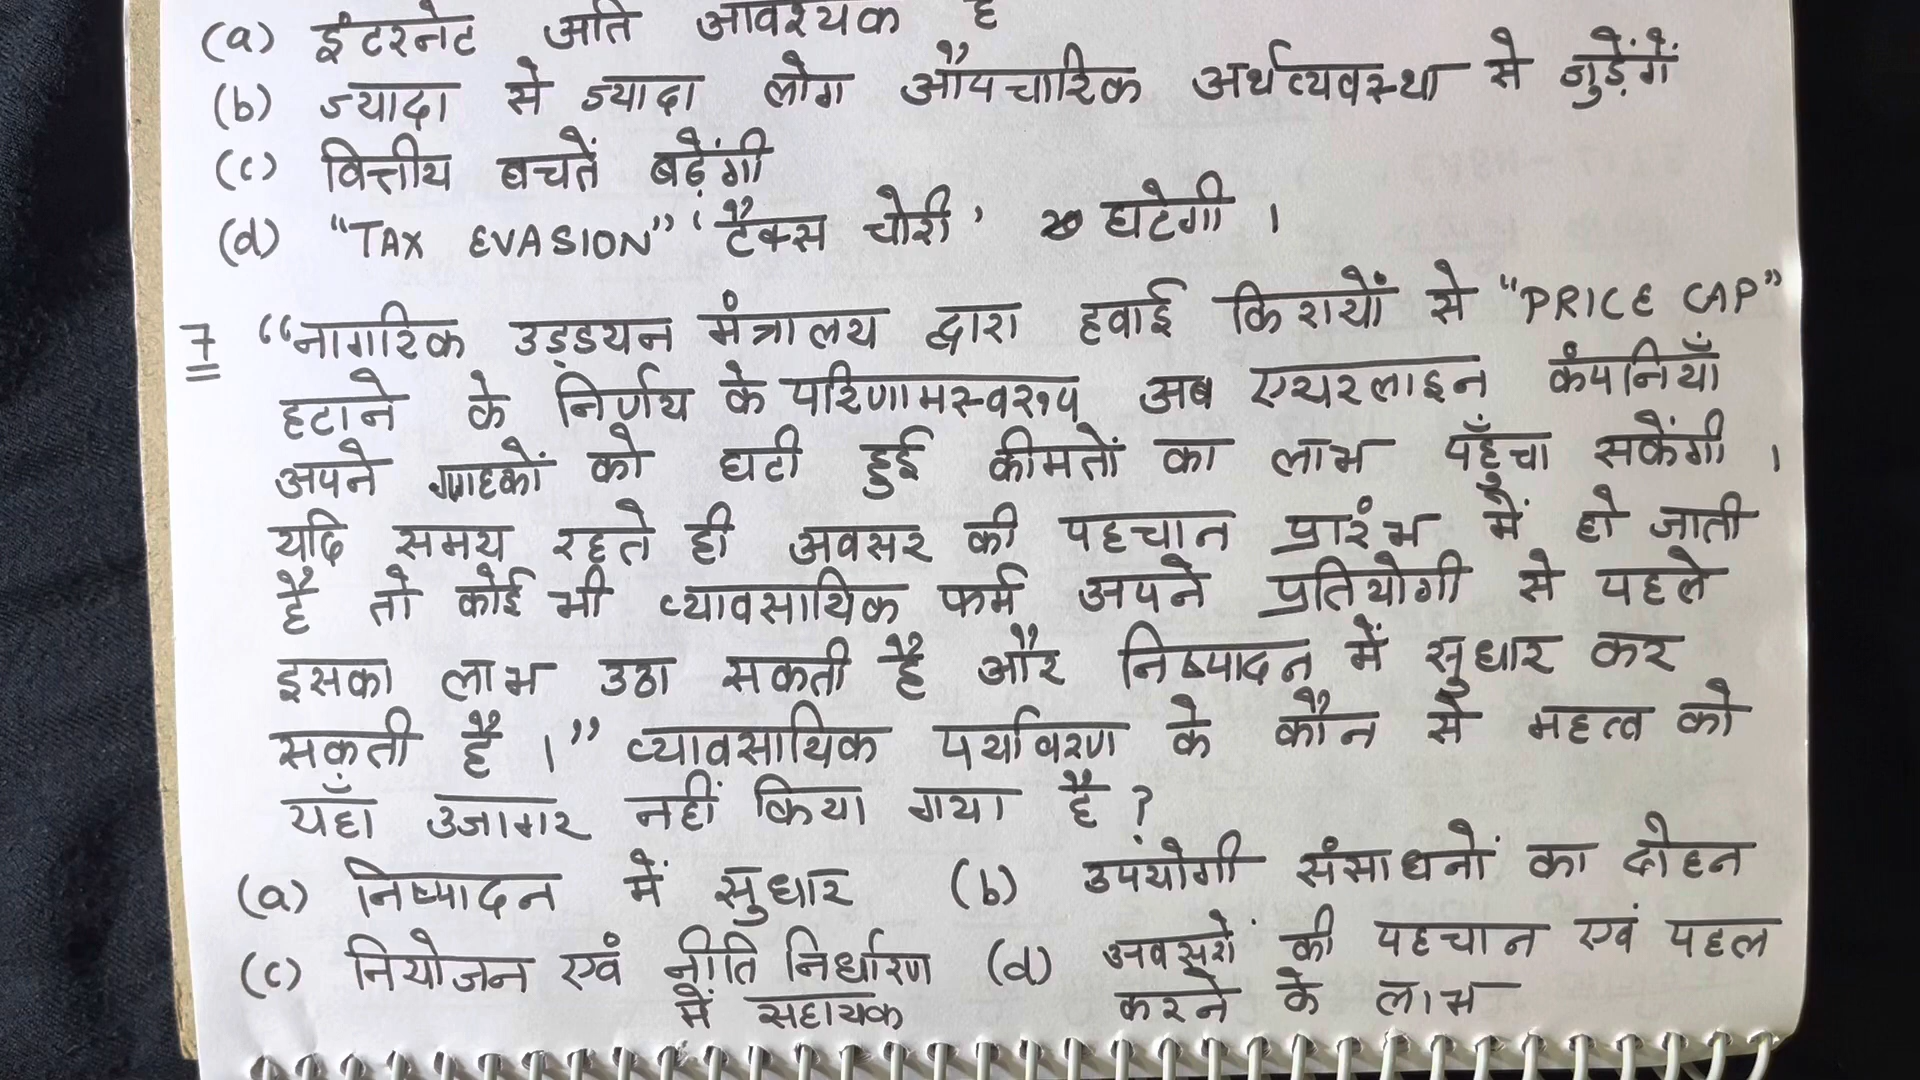 (a) इंटरनेट अति आवश्यक है
(b) ज्यादा से ज्यादा लोग औपचारिक अर्थव्यवस्था से जुड़ेंगें
(c) वित्तीय बचतें बढ़ेंगी
(d) "TAX EVASION" 'टैक्स चोरी' घटेगी ।
7 "नागरिक उड्डयन मंत्रालय द्वारा हवाई किरायों से "PRICE CAP"
हटाने के निर्णय के परिणामस्वरुप अब एयरलाइन कंपनियाँ
अपने ग्राहकों को घटी हुई कीमतों का लाभ पहुँचा सकेंगी ।
यदि समय रहते ही अवसर की पहचान प्रारंभ में हो जाती
है तो कोई भी व्यावसायिक फर्म अपने प्रतियोगी से पहले
इसका लाभ उठा सकती है और निष्पादन में सुधार कर
सकती है ।" व्यावसायिक पर्यावरण के कौन से महत्व को
यहाँ उजागर नहीं किया गया है ?
(a) निष्पादन में सुधार (b) उपयोगी संसाधनों का दोहन
(c) नियोजन एवं नीति निर्धारण (d) अवसरों की पहचान एवं पहल
में सहायक करने के लाभ